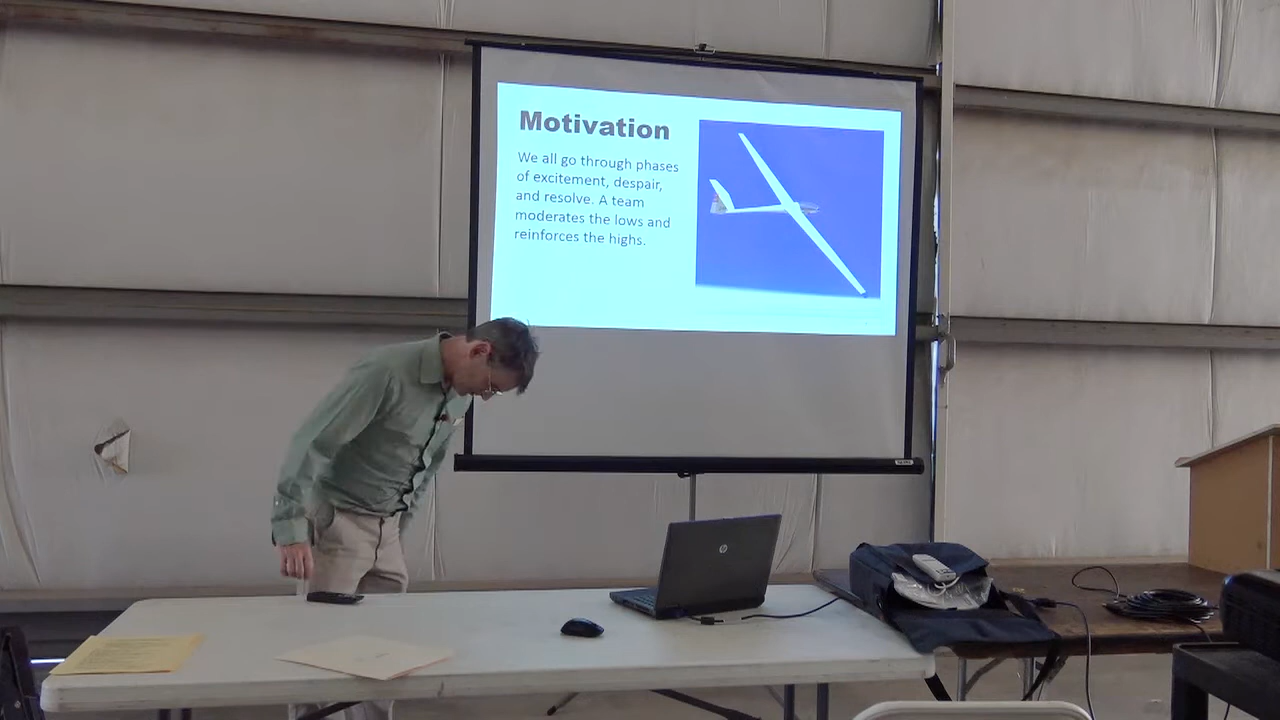 Motivation
We all go through phases
of excitement, despair,
and resolve. A team
moderates the lows and
reinforces the highs.
hp